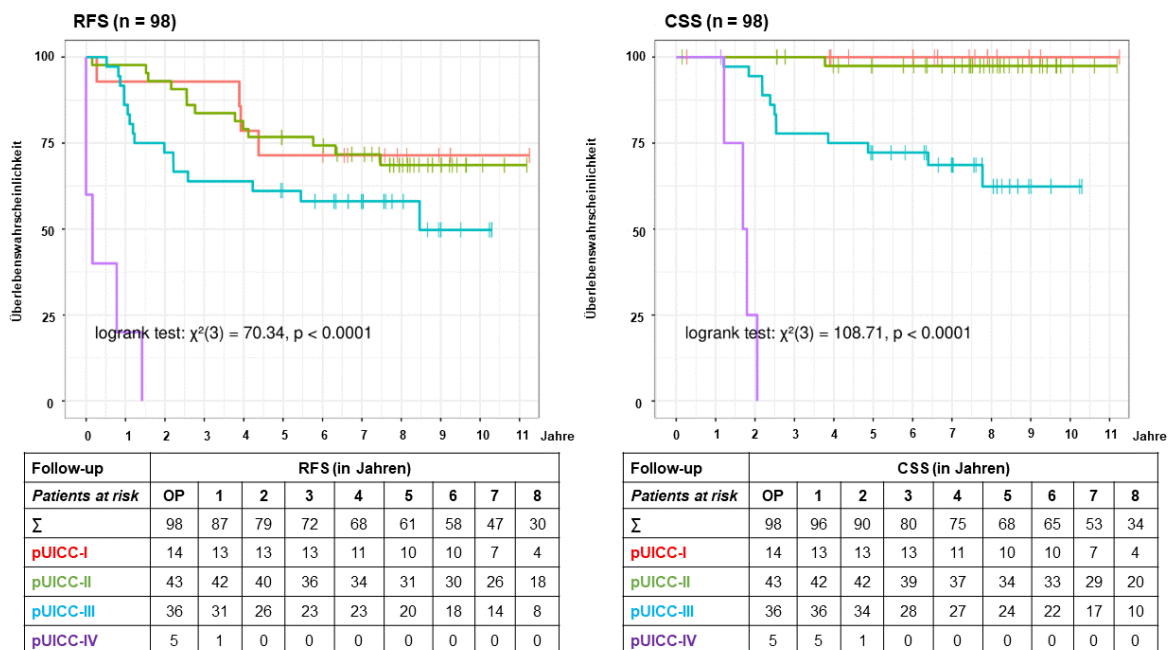 RFS (n = 98)
Überlebenswahrscheinlichkeit
100
75
50
25
0
logrank test: χ²(3) = 70.34, p < 0.0001
0 1 2 3 4 5 6 7 8 9 10 11 Jahre
Follow-up RFS (in Jahren)
Patients at risk OP 1 2 3 4 5 6 7 8
Σ 98 87 79 72 68 61 58 47 30
pUICC-I 14 13 13 13 11 10 10 7 4
pUICC-II 43 42 40 36 34 31 30 26 18
pUICC-III 36 31 26 23 23 20 18 14 8
pUICC-IV 5 1 0 0 0 0 0 0 0
CSS (n = 98)
Überlebenswahrscheinlichkeit
100
75
50
25
0
logrank test: χ²(3) = 108.71, p < 0.0001
0 1 2 3 4 5 6 7 8 9 10 11 Jahre
Follow-up CSS (in Jahren)
Patients at risk OP 1 2 3 4 5 6 7 8
Σ 98 96 90 80 75 68 65 53 34
pUICC-I 14 13 13 13 11 10 10 7 4
pUICC-II 43 42 42 39 37 34 33 29 20
pUICC-III 36 36 34 28 27 24 22 17 10
pUICC-IV 5 5 1 0 0 0 0 0 0